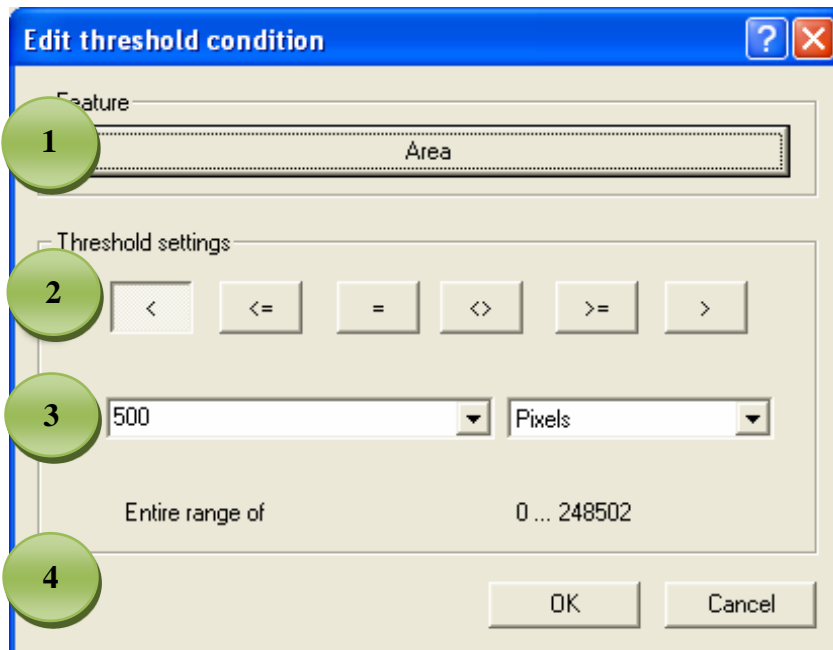 Edit threshold condition
Feature
1
Area
Threshold settings
2
< <= = <> >= >
3
500 Pixels
Entire range of 0 ... 248502
4
OK Cancel